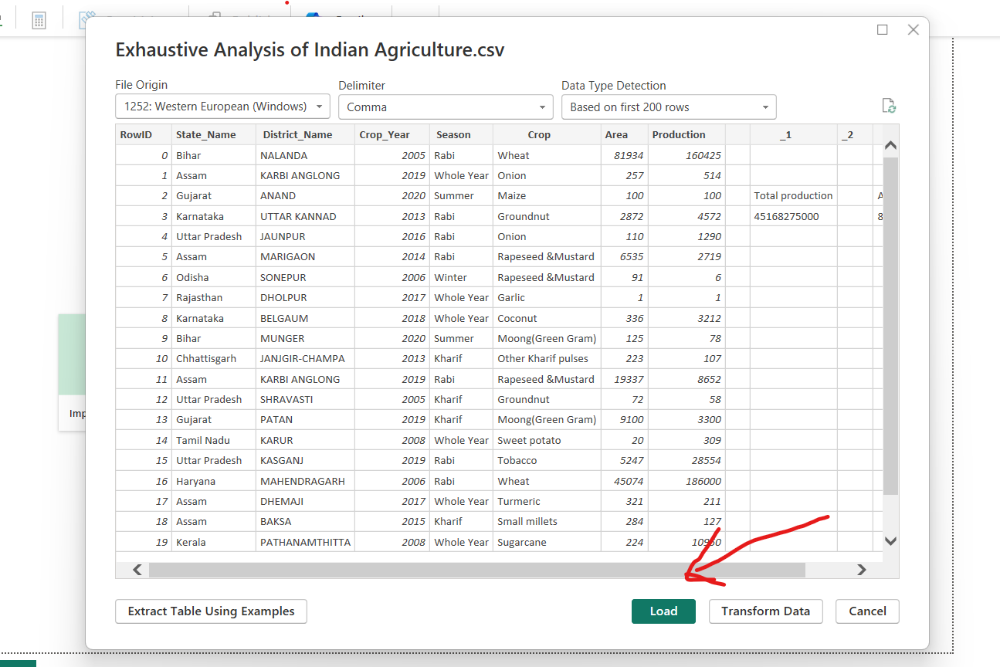 Exhaustive Analysis of Indian Agriculture.csv
File Origin Delimiter Data Type Detection
1252: Western European (Windows) Comma Based on first 200 rows
RowID State_Name District_Name Crop_Year Season Crop Area Production _1 _2
0 Bihar NALANDA 2005 Rabi Wheat 81934 160425
1 Assam KARBI ANGLONG 2019 Whole Year Onion 257 514
2 Gujarat ANAND 2020 Summer Maize 100 100 Total production A
3 Karnataka UTTAR KANNAD 2013 Rabi Groundnut 2872 4572 45168275000 8
4 Uttar Pradesh JAUNPUR 2016 Rabi Onion 110 1290
5 Assam MARIGAON 2014 Rabi Rapeseed &Mustard 6535 2719
6 Odisha SONEPUR 2006 Winter Rapeseed &Mustard 91 6
7 Rajasthan DHOLPUR 2017 Whole Year Garlic 1 1
8 Karnataka BELGAUM 2018 Whole Year Coconut 336 3212
9 Bihar MUNGER 2020 Summer Moong(Green Gram) 125 78
10 Chhattisgarh JANJGIR-CHAMPA 2013 Kharif Other Kharif pulses 223 107
11 Assam KARBI ANGLONG 2019 Rabi Rapeseed &Mustard 19337 8652
12 Uttar Pradesh SHRAVASTI 2005 Kharif Groundnut 72 58
13 Gujarat PATAN 2019 Kharif Moong(Green Gram) 9100 3300
14 Tamil Nadu KARUR 2008 Whole Year Sweet potato 20 309
15 Uttar Pradesh KASGANJ 2019 Rabi Tobacco 5247 28554
16 Haryana MAHENDRAGARH 2006 Rabi Wheat 45074 186000
17 Assam DHEMAJI 2017 Whole Year Turmeric 321 211
18 Assam BAKSA 2015 Kharif Small millets 284 127
19 Kerala PATHANAMTHITTA 2008 Whole Year Sugarcane 224
Imp
Extract Table Using Examples Load Transform Data Cancel